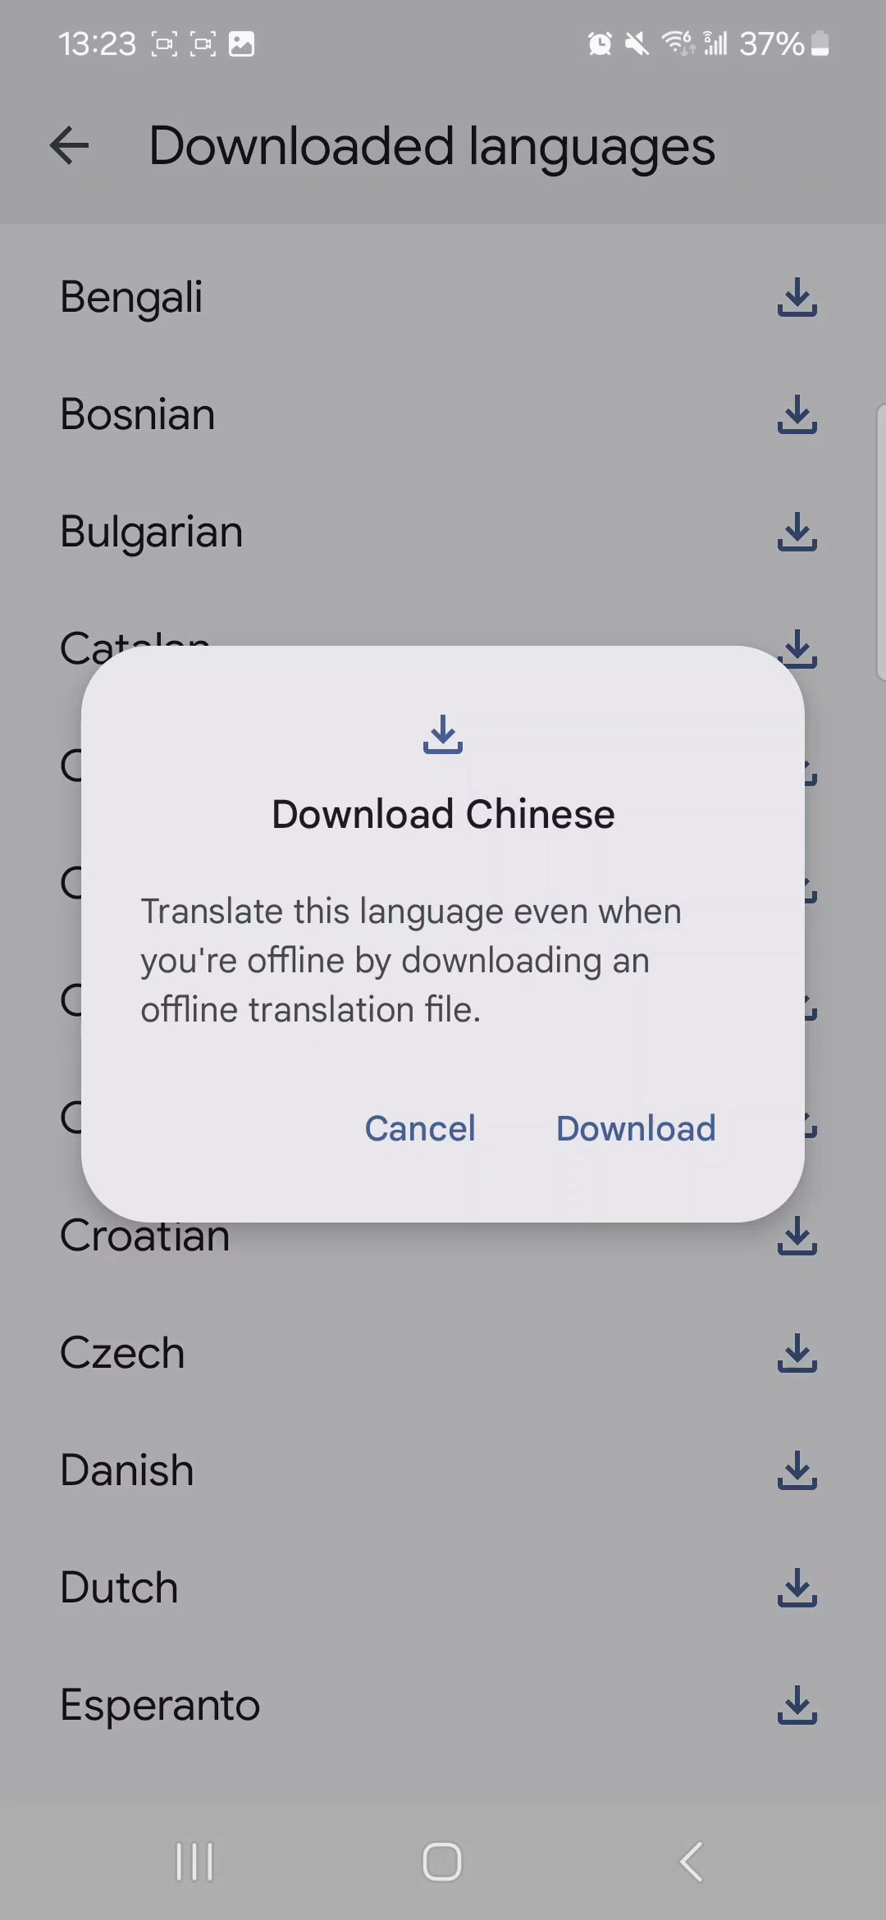 13:23
37%
Downloaded languages
Bengali
Bosnian
Bulgarian
Catalan
Download Chinese
Translate this language even when
you're offline by downloading an
offline translation file.
Cancel Download
Croatian
Czech
Danish
Dutch
Esperanto